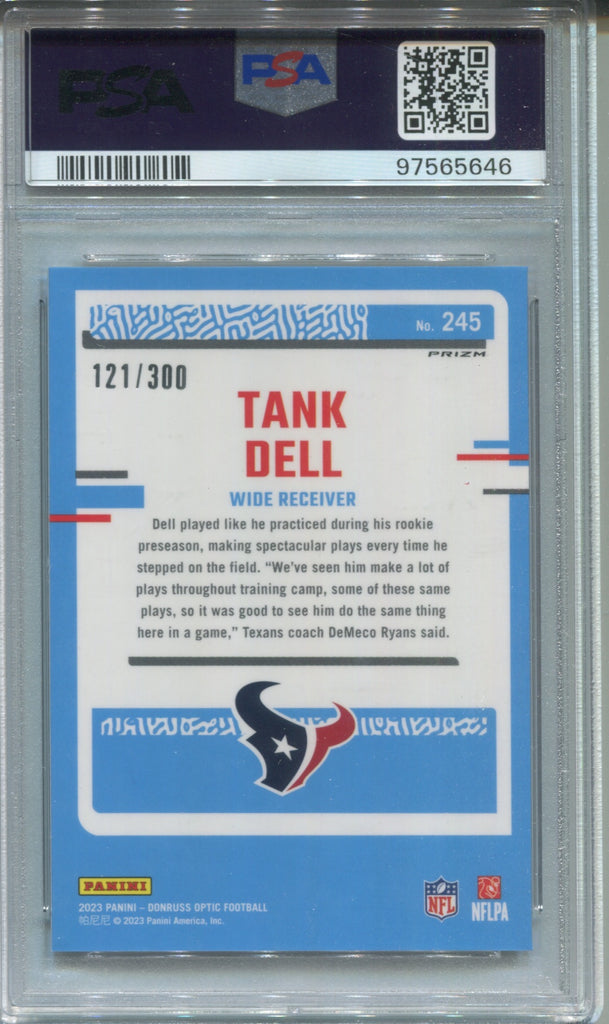 PSA
PSA
97565646
No. 245
PRIZM
121/300
TANK
DELL
WIDE RECEIVER
Dell played like he practiced during his rookie
preseason, making spectacular plays every time he
stepped on the field. “We've seen him make a lot of
plays throughout training camp, some of these same
plays, so it was good to see him do the same thing
here in a game,” Texans coach DeMeco Ryans said.
PANINI
2023 PANINI – DONRUSS OPTIC FOOTBALL
帕尼尼 © 2023 Panini America, Inc.
NFL
NFLPA